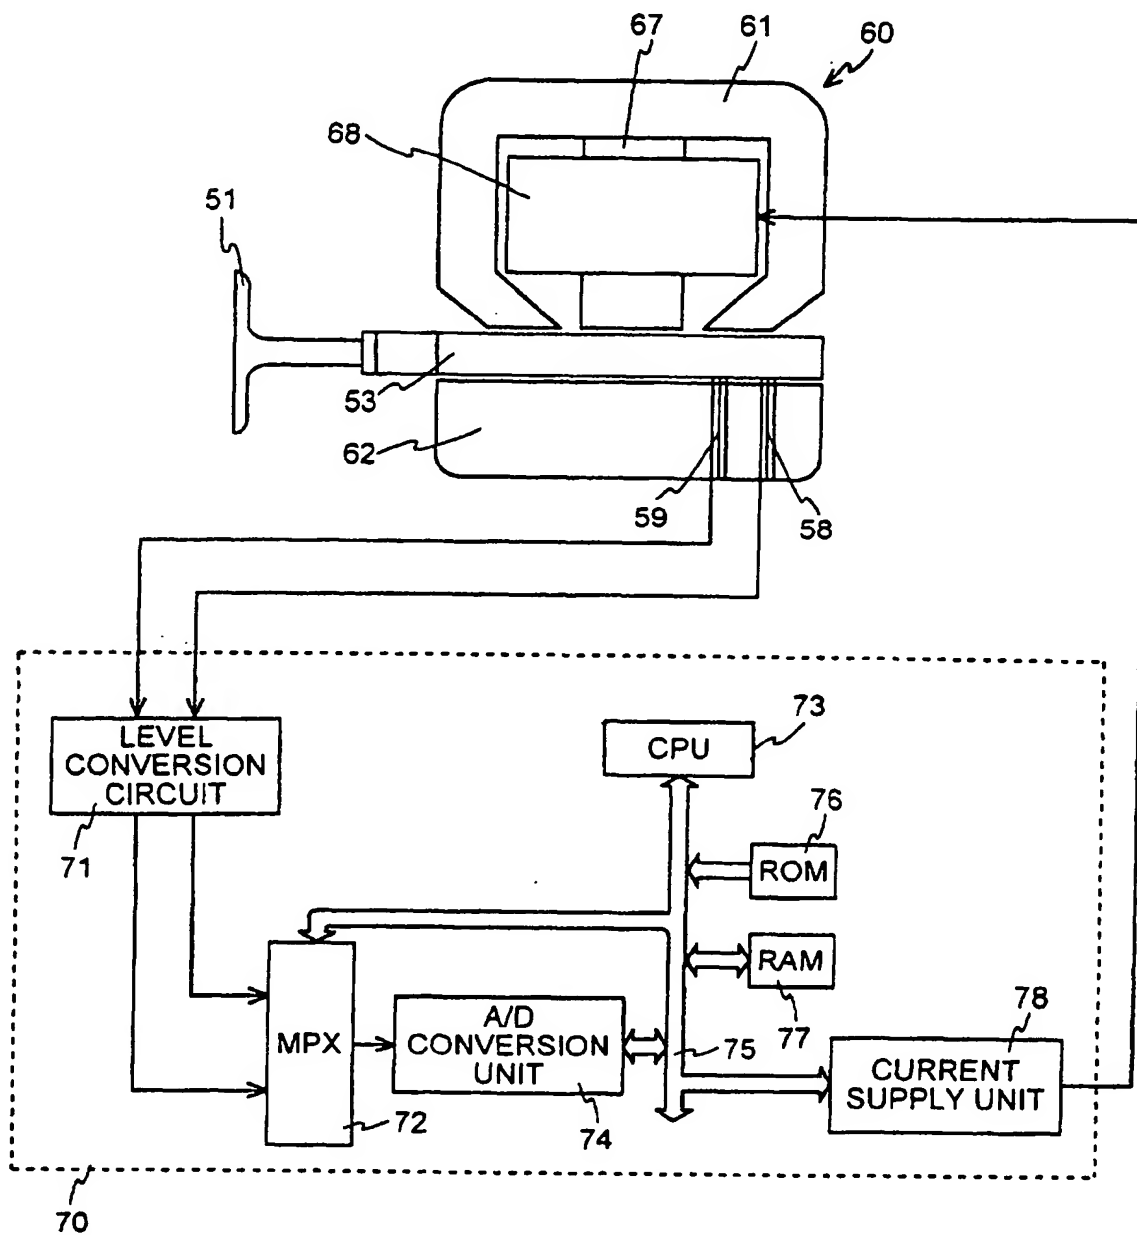 67
61
60
68
51
53
62
59
58
LEVEL
CONVERSION
CIRCUIT
71
73
CPU
76
ROM
RAM
77
MPX
72
A/D
CONVERSION
UNIT
74
75
78
CURRENT
SUPPLY UNIT
70